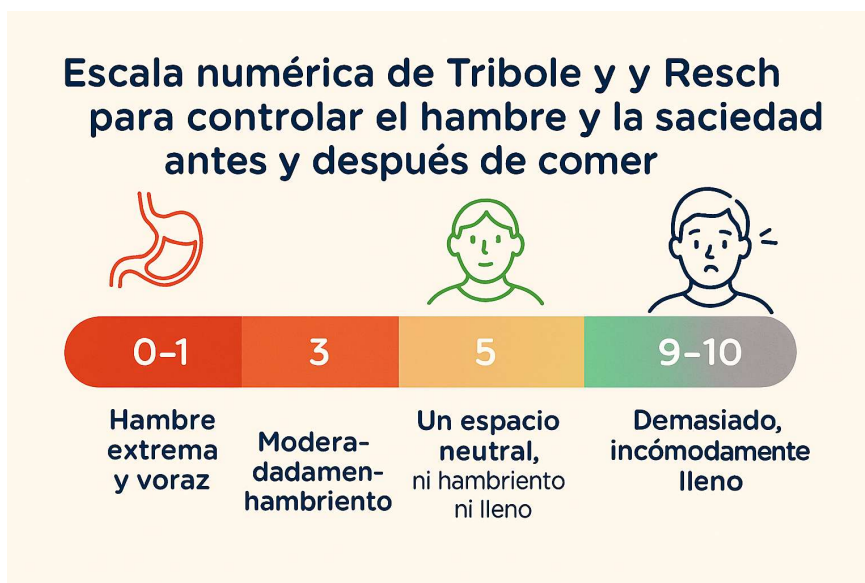 Escala numérica de Tribole y y Resch
para controlar el hambre y la saciedad
antes y después de comer
0–1
3
5
9–10
Hambre
extrema
y voraz
Modera-
dadamen-
hambriento
Un espacio
neutral,
ni hambriento
ni lleno
Demasiado,
incómodamente
lleno